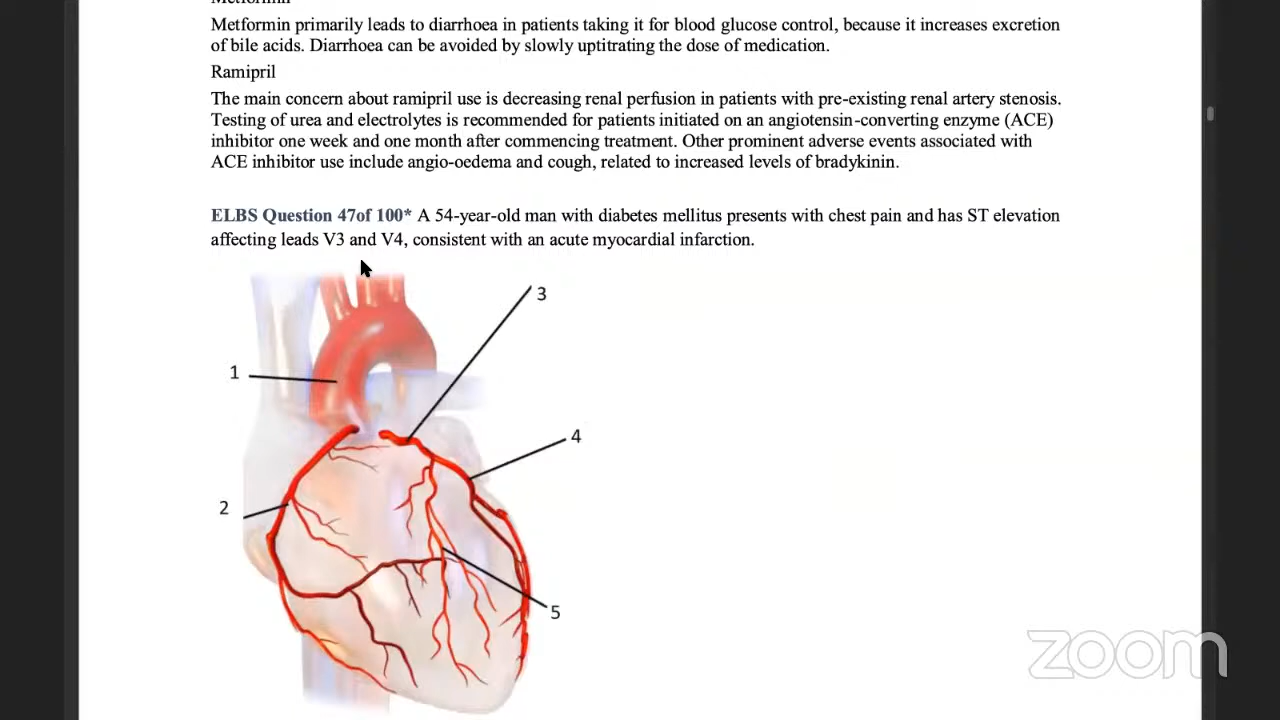 Metformin
Metformin primarily leads to diarrhoea in patients taking it for blood glucose control, because it increases excretion
of bile acids. Diarrhoea can be avoided by slowly uptitrating the dose of medication.
Ramipril
The main concern about ramipril use is decreasing renal perfusion in patients with pre-existing renal artery stenosis.
Testing of urea and electrolytes is recommended for patients initiated on an angiotensin-converting enzyme (ACE)
inhibitor one week and one month after commencing treatment. Other prominent adverse events associated with
ACE inhibitor use include angio-oedema and cough, related to increased levels of bradykinin.
ELBS Question 47of 100* A 54-year-old man with diabetes mellitus presents with chest pain and has ST elevation
affecting leads V3 and V4, consistent with an acute myocardial infarction.
3
1
4
2
5
zoom